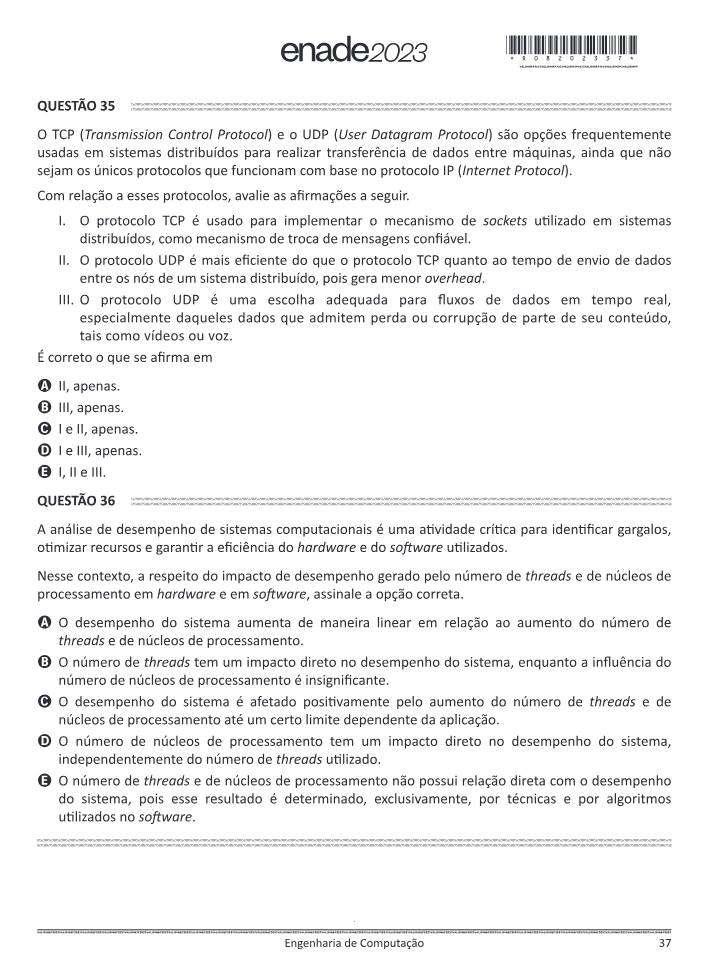 enade2023
*R08202337*
QUESTÃO 35
O TCP (Transmission Control Protocol) e o UDP (User Datagram Protocol) são opções frequentemente
usadas em sistemas distribuídos para realizar transferência de dados entre máquinas, ainda que não
sejam os únicos protocolos que funcionam com base no protocolo IP (Internet Protocol).
Com relação a esses protocolos, avalie as afirmações a seguir.
I. O protocolo TCP é usado para implementar o mecanismo de sockets utilizado em sistemas
distribuídos, como mecanismo de troca de mensagens confiável.
II. O protocolo UDP é mais eficiente do que o protocolo TCP quanto ao tempo de envio de dados
entre os nós de um sistema distribuído, pois gera menor overhead.
III. O protocolo UDP é uma escolha adequada para fluxos de dados em tempo real,
especialmente daqueles dados que admitem perda ou corrupção de parte de seu conteúdo,
tais como vídeos ou voz.
É correto o que se afirma em
A II, apenas.
B III, apenas.
C I e II, apenas.
D I e III, apenas.
E I, II e III.
QUESTÃO 36
A análise de desempenho de sistemas computacionais é uma atividade crítica para identificar gargalos,
otimizar recursos e garantir a eficiência do hardware e do software utilizados.
Nesse contexto, a respeito do impacto de desempenho gerado pelo número de threads e de núcleos de
processamento em hardware e em software, assinale a opção correta.
A O desempenho do sistema aumenta de maneira linear em relação ao aumento do número de
threads e de núcleos de processamento.
B O número de threads tem um impacto direto no desempenho do sistema, enquanto a influência do
número de núcleos de processamento é insignificante.
C O desempenho do sistema é afetado positivamente pelo aumento do número de threads e de
núcleos de processamento até um certo limite dependente da aplicação.
D O número de núcleos de processamento tem um impacto direto no desempenho do sistema,
independentemente do número de threads utilizado.
E O número de threads e de núcleos de processamento não possui relação direta com o desempenho
do sistema, pois esse resultado é determinado, exclusivamente, por técnicas e por algoritmos
utilizados no software.
Engenharia de Computação
37